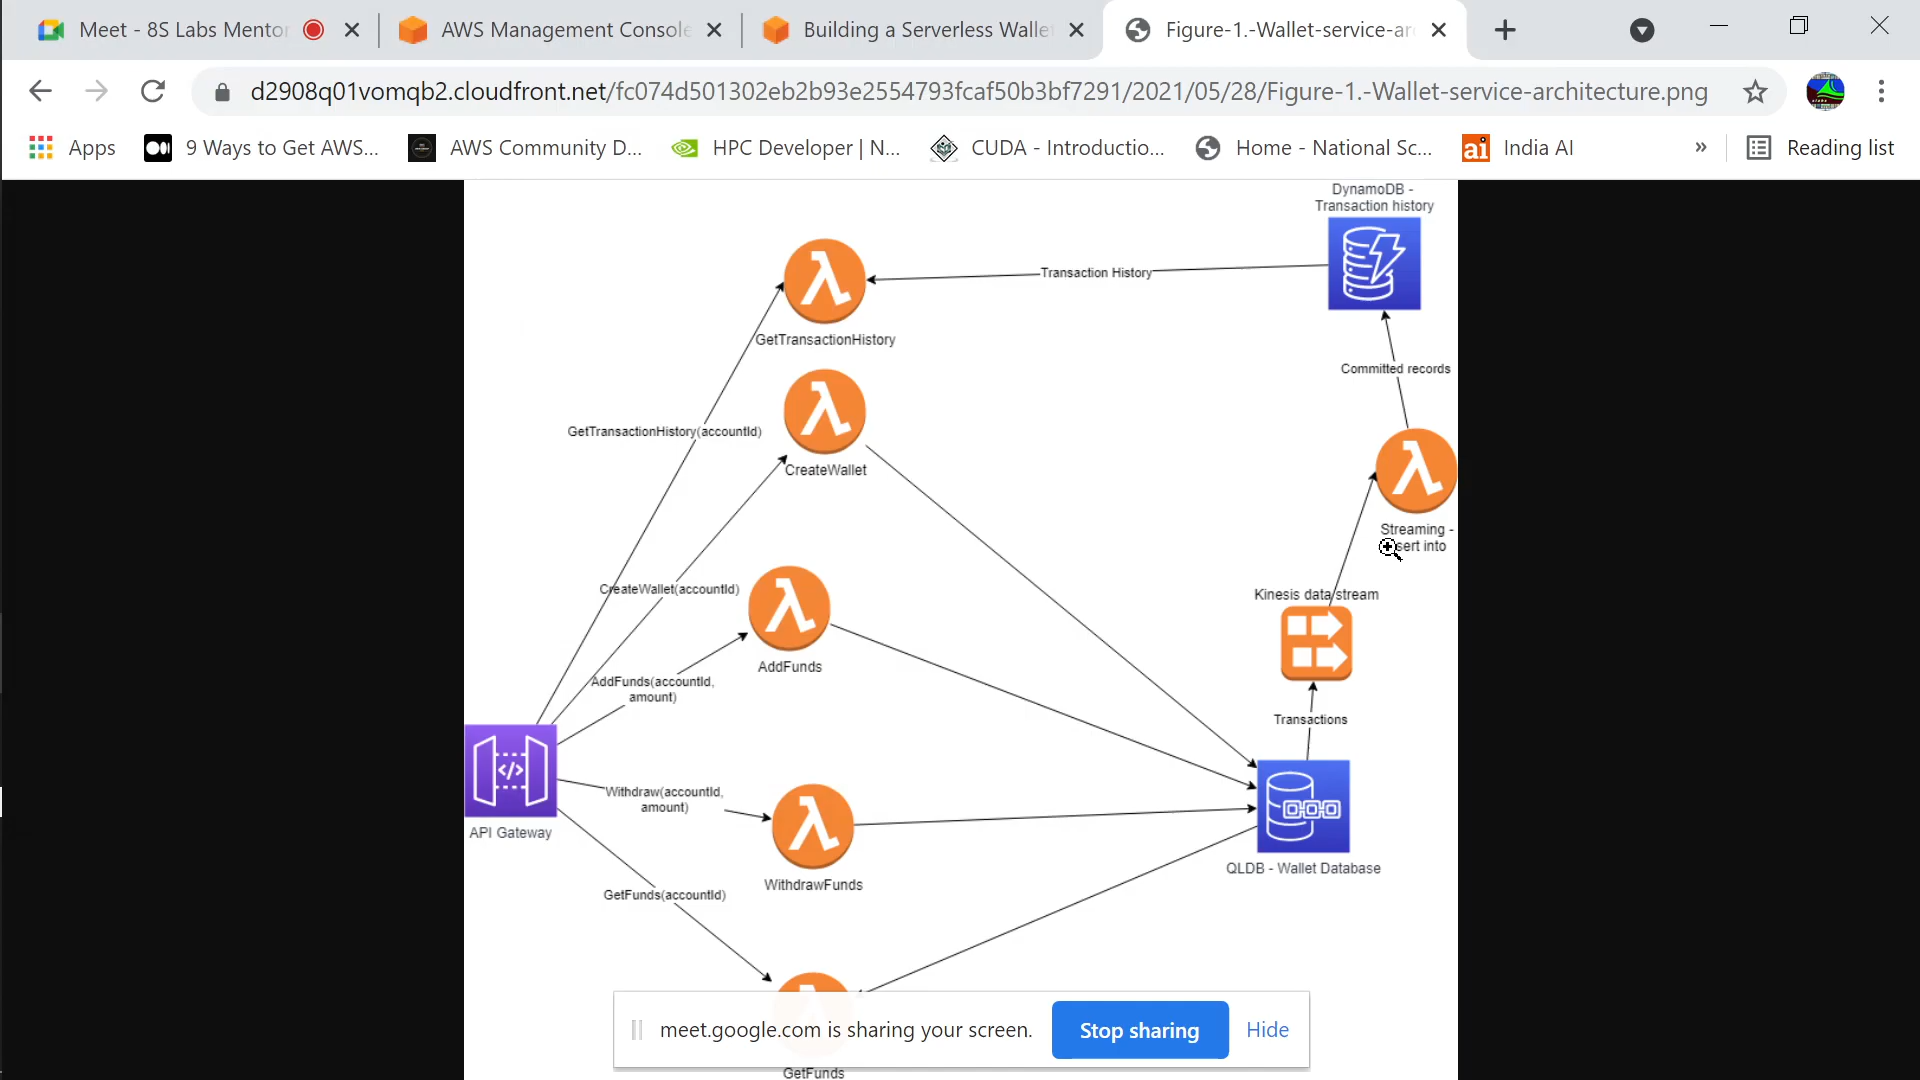 Meet - 8S Labs Mentor
AWS Management Console
Building a Serverless Walle
Figure-1.-Wallet-service-ar
d2908q01vomqb2.cloudfront.net/fc074d501302eb2b93e2554793fcaf50b3bf7291/2021/05/28/Figure-1.-Wallet-service-architecture.png
Apps
9 Ways to Get AWS...
AWS Community D...
HPC Developer | N...
CUDA - Introductio...
Home - National Sc...
ai India AI
»
Reading list
DynamoDB -
Transaction history
Transaction History
GetTransactionHistory
Committed records
GetTransactionHistory(accountId)
CreateWallet
Streaming -
sert into
CreateWallet(accountId)
Kinesis data stream
AddFunds
AddFunds(accountId,
amount)
Transactions
Withdraw(accountId,
amount)
API Gateway
QLDB - Wallet Database
WithdrawFunds
GetFunds(accountId)
meet.google.com is sharing your screen.
Stop sharing
Hide
GetFunds